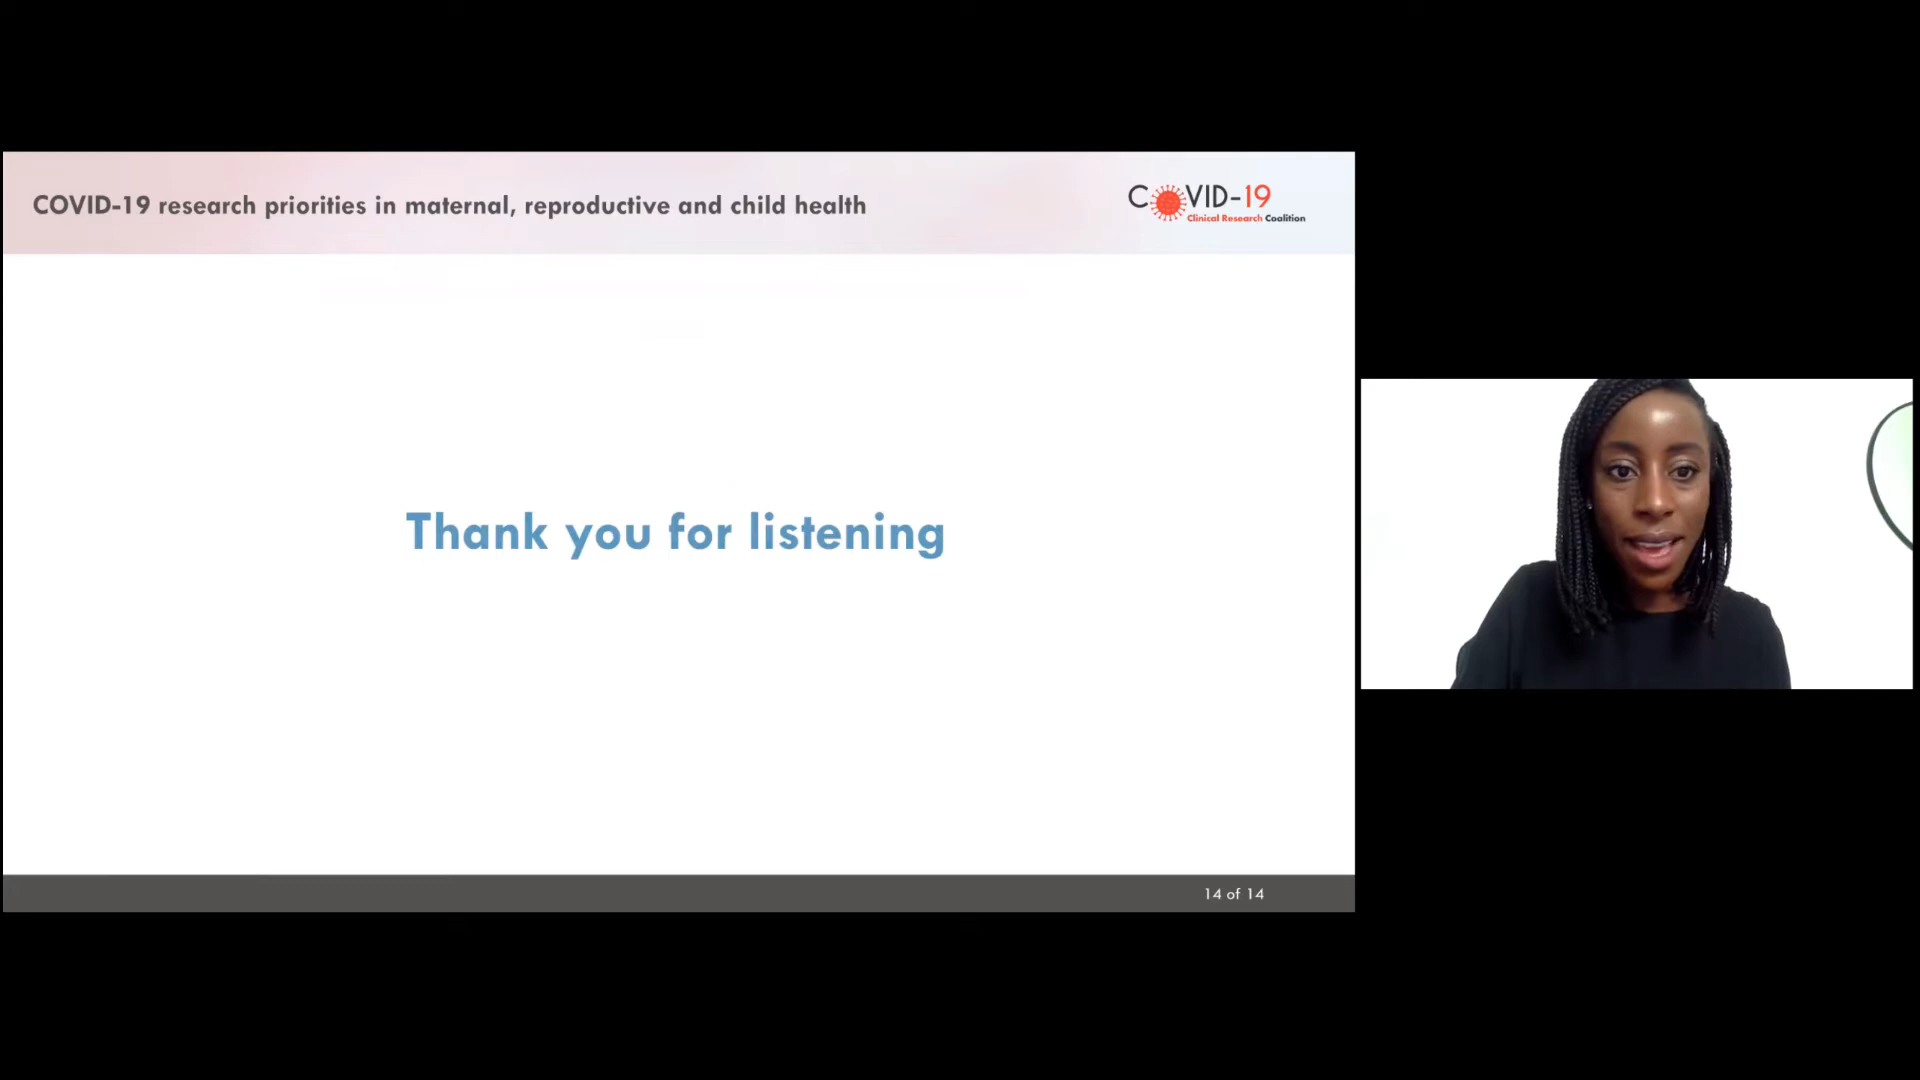 COVID-19 research priorities in maternal, reproductive and child health
COVID-19
Clinical Research Coalition
Thank you for listening
14 of 14